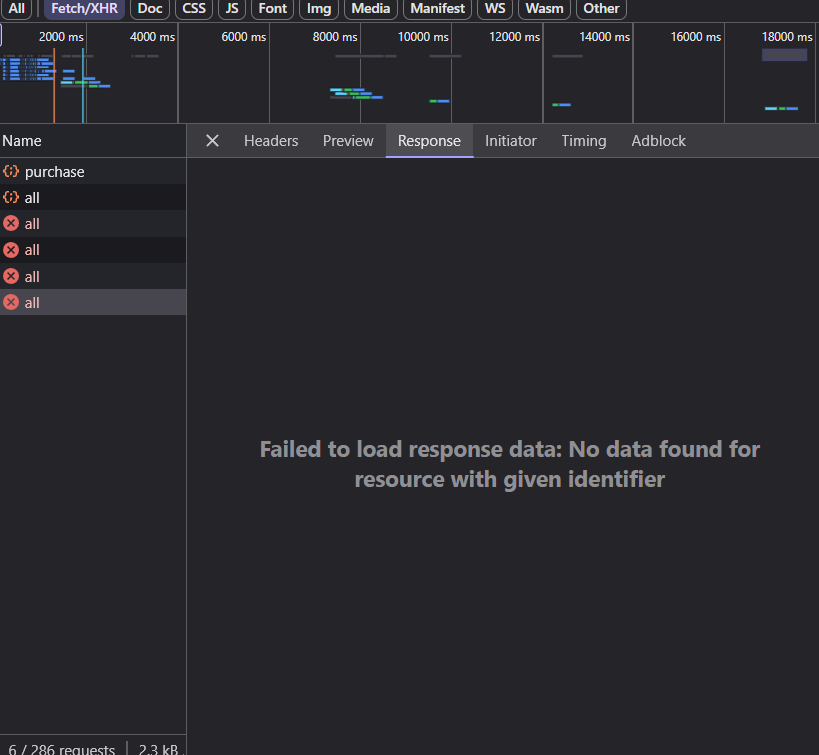 All Fetch/XHR Doc CSS JS Font Img Media Manifest WS Wasm Other
2000 ms 4000 ms 6000 ms 8000 ms 10000 ms 12000 ms 14000 ms 16000 ms 18000 ms
Name
Headers Preview Response Initiator Timing Adblock
purchase
all
all
all
all
all
Failed to load response data: No data found for
resource with given identifier
6 / 286 requests 2.3 kB